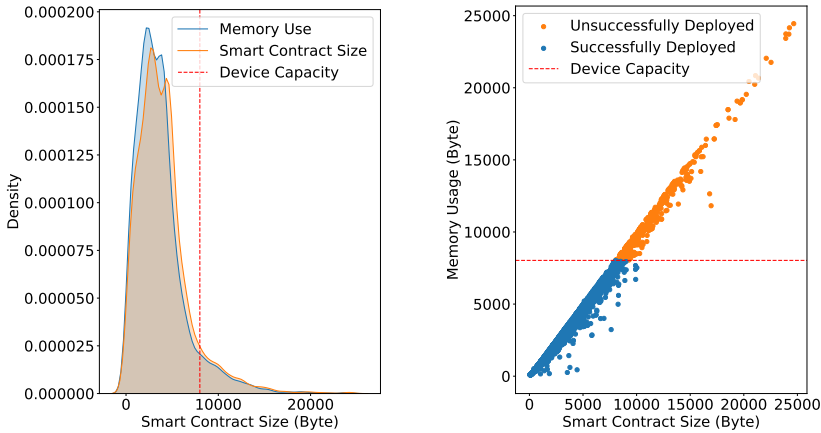 0.000200
0.000175
0.000150
0.000125
0.000100
0.000075
0.000050
0.000025
0.000000
Density
Memory Use
Smart Contract Size
Device Capacity
0 10000 20000
Smart Contract Size (Byte)
25000
20000
15000
10000
5000
0
Memory Usage (Byte)
Unsuccessfully Deployed
Successfully Deployed
Device Capacity
0 5000 10000 15000 20000 25000
Smart Contract Size (Byte)